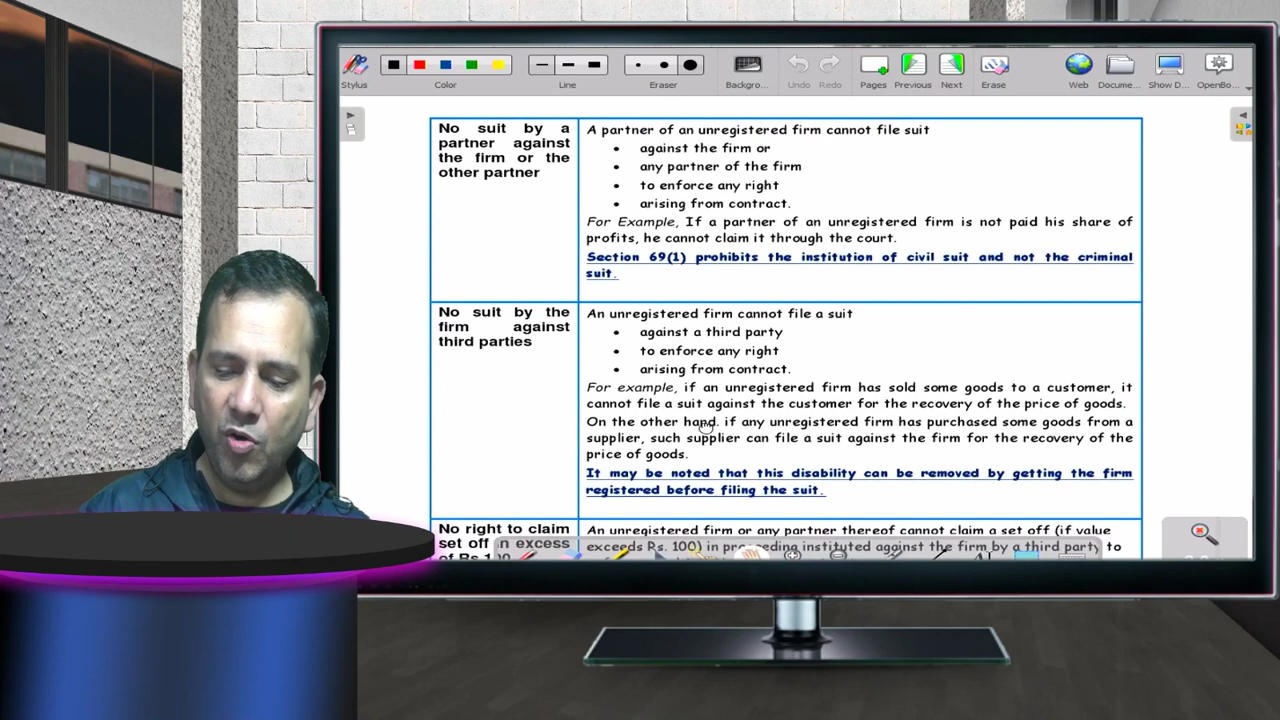 Stylus
Color
Line
Eraser
Backgro...
Undo
Redo
Pages
Previous
Next
Erase
Web
Docume...
Show D...
OpenBo...
No suit by a
partner against
the firm or the
other partner
A partner of an unregistered firm cannot file suit
• against the firm or
• any partner of the firm
• to enforce any right
• arising from contract.
For Example, If a partner of an unregistered firm is not paid his share of
profits, he cannot claim it through the court.
Section 69(1) prohibits the institution of civil suit and not the criminal
suit.
No suit by the
firm against
third parties
An unregistered firm cannot file a suit
• against a third party
• to enforce any right
• arising from contract.
For example, if an unregistered firm has sold some goods to a customer, it
cannot file a suit against the customer for the recovery of the price of goods.
On the other hand, if any unregistered firm has purchased some goods from a
supplier, such supplier can file a suit against the firm for the recovery of the
price of goods.
It may be noted that this disability can be removed by getting the firm
registered before filing the suit.
No right to claim
set off in excess
of Rs
An unregistered firm or any partner thereof cannot claim a set off (if value
exceeds Rs. 100) in proceeding instituted against the firm by a third party to